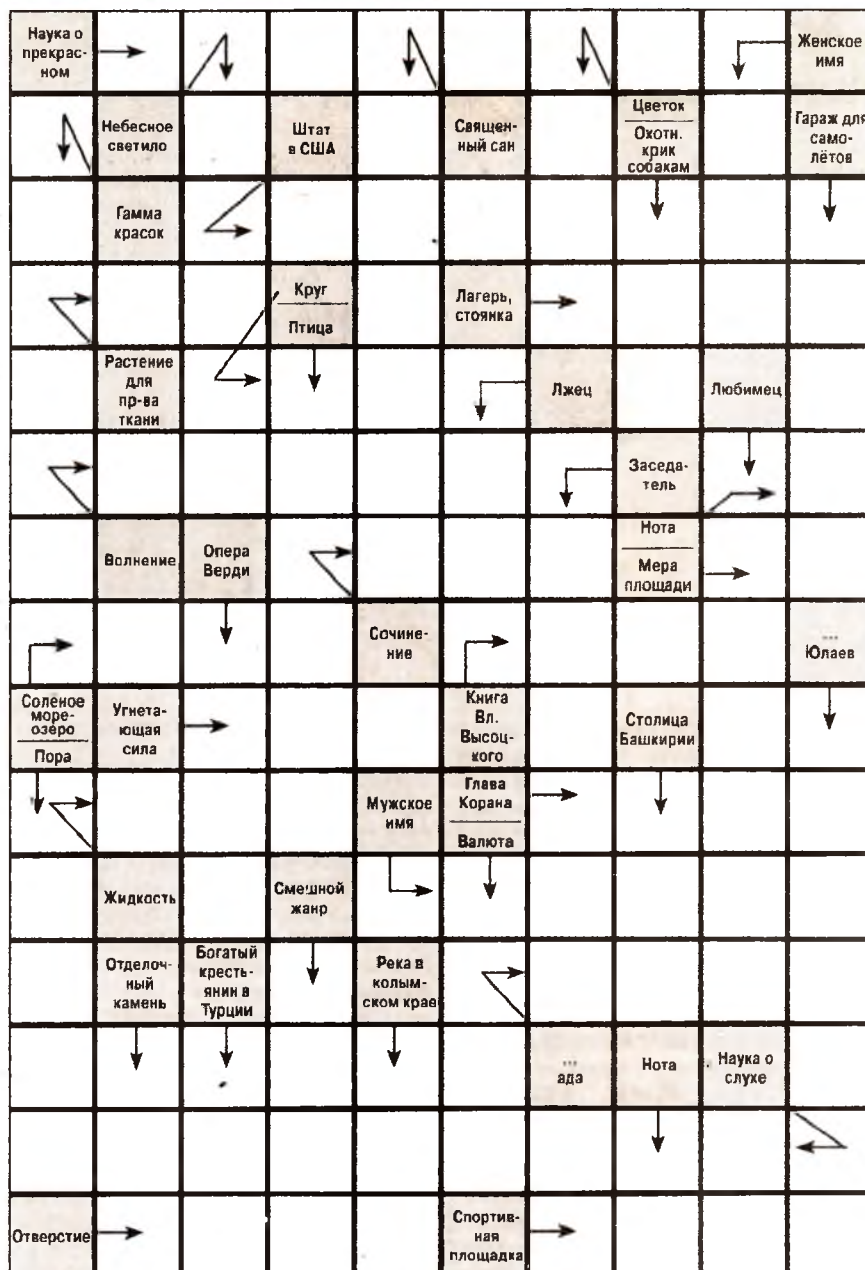 Наука о
прекрас-
ном
Женское
имя
Небесное
светило
Штат
в США
Священ-
ный сан
Цветок
Охотн.
крик
собакам
Гараж для
само-
лётов
Гамма
красок
Круг
Птица
Лагерь,
стоянка
Растение
для
пр-ва
ткани
Лжец
Любимец
Заседа-
тель
Волнение
Опера
Верди
Нота
Мера
площади
Сочине-
ние
...
Юлаев
Соленое
море-
озеро
Пора
Угнета-
ющая
сила
Книга
Вл.
Высоц-
кого
Столица
Башкирии
Мужское
имя
Глава
Корана
Валюта
Жидкость
Смешной
жанр
Отделоч-
ный
камень
Богатый
кресть-
янин в
Турции
Река в
колым-
ском крае
...
ада
Нота
Наука о
слухе
Отверстие
Спортив-
ная
площадка